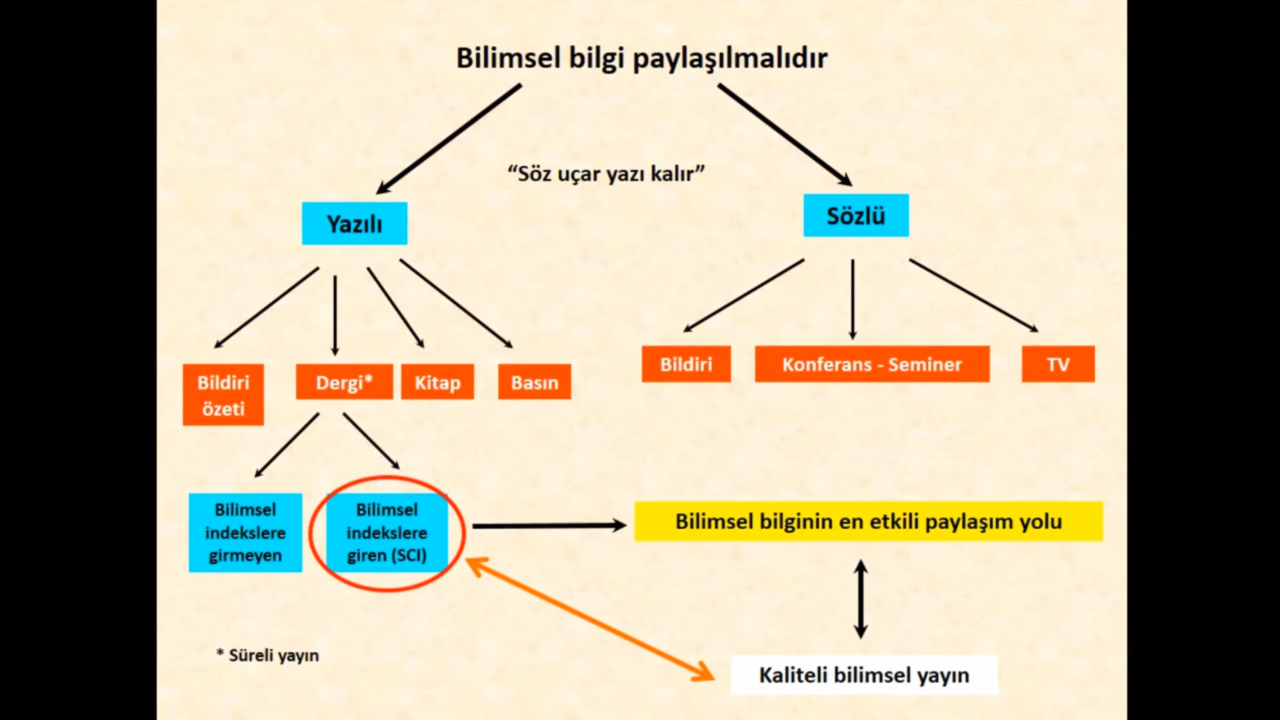 Bilimsel bilgi paylaşılmalıdır
“Söz uçar yazı kalır”
Yazılı
Sözlü
Bildiri
özeti
Dergi*
Kitap
Basın
Bildiri
Konferans - Seminer
TV
Bilimsel
indekslere
girmeyen
Bilimsel
indekslere
giren (SCI)
Bilimsel bilginin en etkili paylaşım yolu
* Süreli yayın
Kaliteli bilimsel yayın